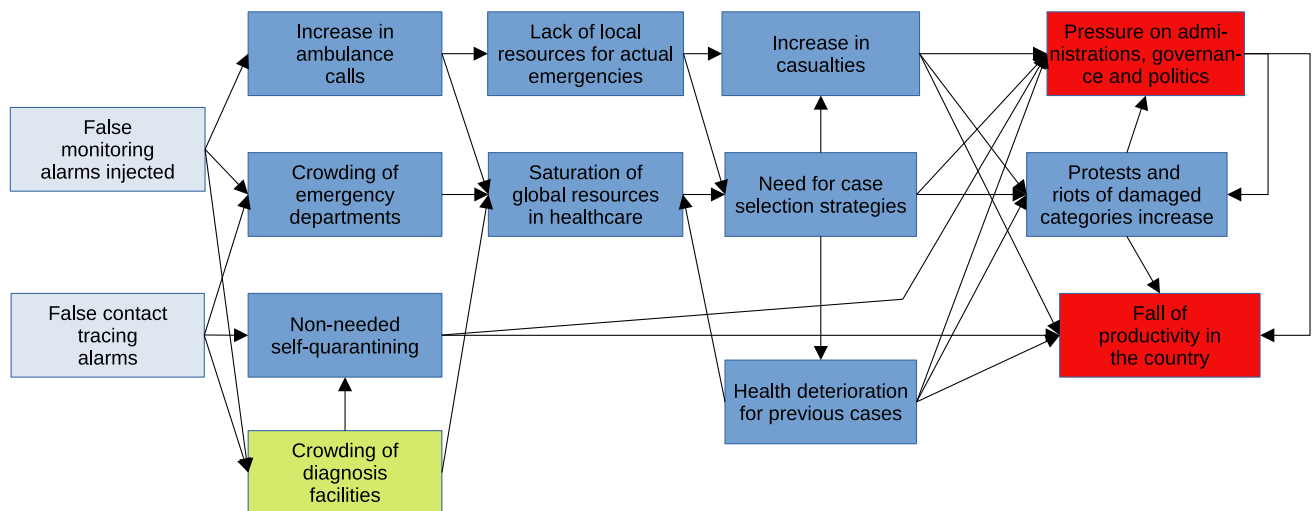 Increase in
ambulance
calls
Lack of local
resources for actual
emergencies
Increase in
casualties
Pressure on admi-
nistrations, governan-
ce and politics
False
monitoring
alarms injected
Crowding of
emergency
departments
Saturation of
global resources
in healthcare
Need for case
selection strategies
Protests and
riots of damaged
categories increase
False contact
tracing
alarms
Non-needed
self-quarantining
Fall of
productivity in
the country
Health deterioration
for previous cases
Crowding of
diagnosis
facilities